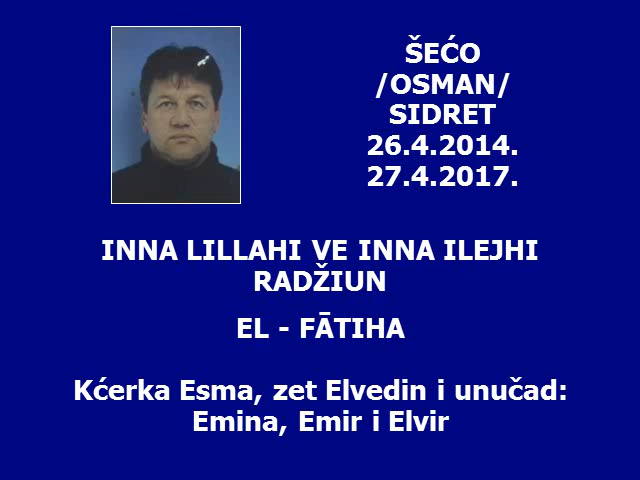 ŠEĆO
/OSMAN/
SIDRET
26.4.2014.
27.4.2017.
INNA LILLAHI VE INNA ILEJHI
RADŽIUN
EL - FĀTIHA
Kćerka Esma, zet Elvedin i unučad:
Emina, Emir i Elvir